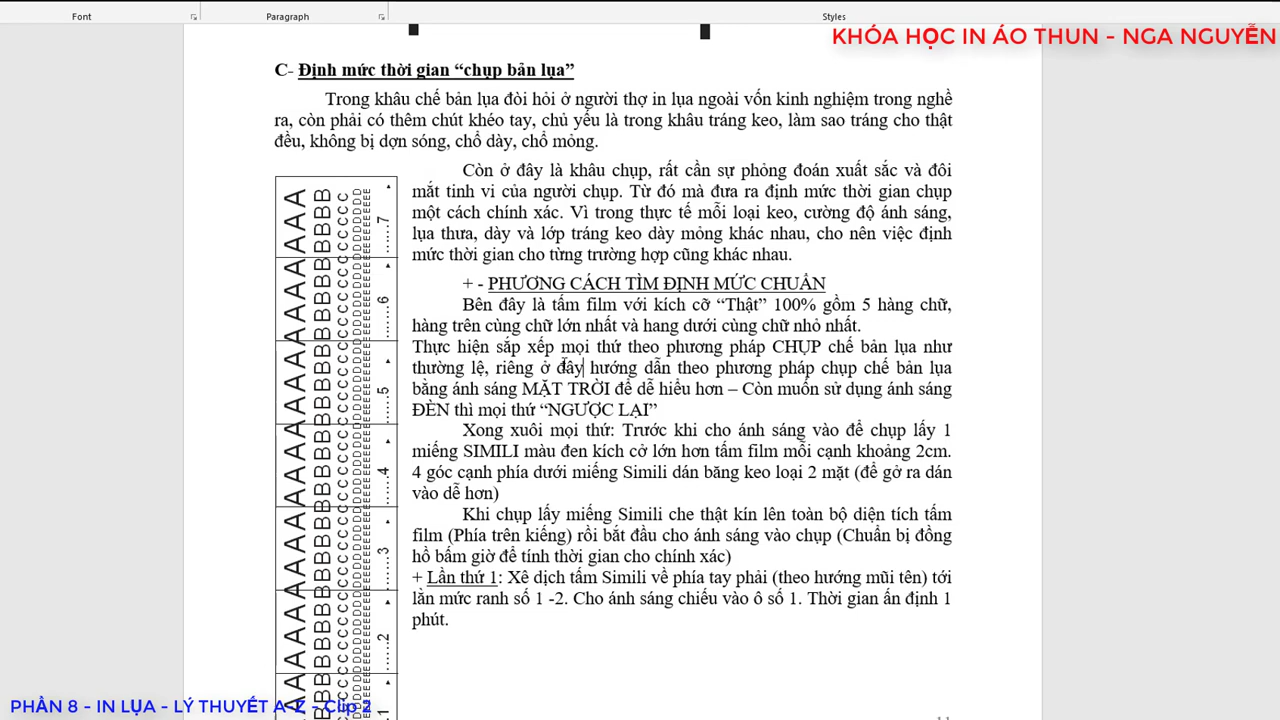 Font
Paragraph
Styles
KHÓA HỌC IN ÁO THUN - NGA NGUYỄN
C- Định mức thời gian “chụp bản lụa”
Trong khâu chế bản lụa đòi hỏi ở người thợ in lụa ngoài vốn kinh nghiệm trong nghề
ra, còn phải có thêm chút khéo tay, chủ yếu là trong khâu tráng keo, làm sao tráng cho thật
đều, không bị dợn sóng, chổ dày, chổ mỏng.
Còn ở đây là khâu chụp, rất cần sự phỏng đoán xuất sắc và đôi
mắt tinh vi của người chụp. Từ đó mà đưa ra định mức thời gian chụp
một cách chính xác. Vì trong thực tế mỗi loại keo, cường độ ánh sáng,
lụa thưa, dày và lớp tráng keo dày mỏng khác nhau, cho nên việc định
mức thời gian cho từng trường hợp cũng khác nhau.
+ - PHƯƠNG CÁCH TÌM ĐỊNH MỨC CHUẨN
Bên đây là tấm film với kích cỡ “Thật” 100% gồm 5 hàng chữ,
hàng trên cùng chữ lớn nhất và hang dưới cùng chữ nhỏ nhất.
Thực hiện sắp xếp mọi thứ theo phương pháp CHỤP chế bản lụa như
thường lệ, riêng ở đây hướng dẫn theo phương pháp chụp chế bản lụa
bằng ánh sáng MẶT TRỜI để dễ hiểu hơn – Còn muốn sử dụng ánh sáng
ĐÈN thì mọi thứ “NGƯỢC LẠI”
Xong xuôi mọi thứ: Trước khi cho ánh sáng vào để chụp lấy 1
miếng SIMILI màu đen kích cở lớn hơn tấm film mỗi cạnh khoảng 2cm.
4 góc cạnh phía dưới miếng Simili dán băng keo loại 2 mặt (để gở ra dán
vào dễ hơn)
Khi chụp lấy miếng Simili che thật kín lên toàn bộ diện tích tấm
film (Phía trên kiếng) rồi bắt đầu cho ánh sáng vào chụp (Chuẩn bị đồng
hồ bấm giờ để tính thời gian cho chính xác)
+ Lần thứ 1: Xê dịch tấm Simili về phía tay phải (theo hướng mũi tên) tới
lằn mức ranh số 1 -2. Cho ánh sáng chiếu vào ô số 1. Thời gian ấn định 1
phút.
PHẦN 8 - IN LỤA - LÝ THUYẾT A-Z - Clip 2